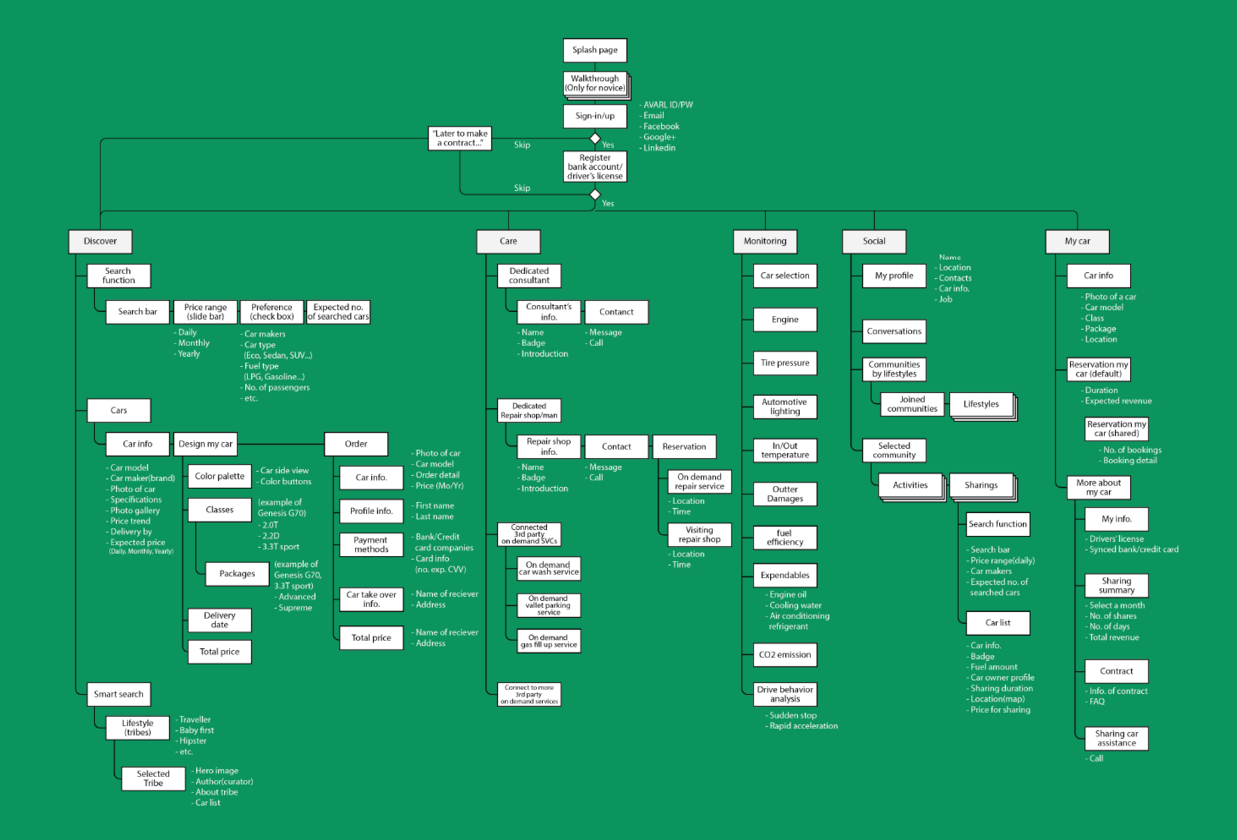 Splash page
Walkthrough
(Only for novice)
Sign-in/up
- AVARL ID/PW
- Email
- Facebook
- Google+
- Linkedin
"Later to make
a contract..."
Skip
Yes
Register
bank account/
driver's license
Skip
Yes
Discover
Search
function
Search bar
Price range
(slide bar)
- Daily
- Monthly
- Yearly
Preference
(check box)
- Car makers
- Car type
(Eco, Sedan, SUV...)
- Fuel type
(LPG, Gasoline...)
- No. of passengers
- etc.
Expected no.
of searched cars
Cars
Car info
- Car model
- Car maker(brand)
- Photo of car
- Specifications
- Photo gallery
- Price trend
- Delivery by
- Expected price
(Daily, Monthly, Yearly)
Design my car
Color palette
- Car side view
- Color buttons
Classes
(example of
Genesis G70)
- 2.0T
- 2.2D
- 3.3T sport
Packages
(example of
Genesis G70,
3.3T sport)
- Advanced
- Supreme
Delivery
date
Total price
Order
Car info.
- Photo of car
- Car model
- Order detail
- Price (Mo/Yr)
Profile info.
- First name
- Last name
Payment
methods
- Bank/Credit
card companies
- Card info
(no. exp. CVV)
Car take over
info.
- Name of reciever
- Address
Total price
- Name of reciever
- Address
Smart search
Lifestyle
(tribes)
- Traveller
- Baby first
- Hipster
- etc.
Selected
Tribe
- Hero image
- Author(curator)
- About tribe
- Car list
Care
Dedicated
consultant
Consultant's
info.
- Name
- Badge
- Introduction
Contanct
- Message
- Call
Dedicated
Repair shop/man
Repair shop
info.
- Name
- Badge
- Introduction
Contact
- Message
- Call
Reservation
On demand
repair service
- Location
- Time
Visiting
repair shop
- Location
- Time
Connected
3rd party
on demand SVCs
On demand
car wash service
On demand
vallet parking
service
On demand
gas fill up service
Connect to more
3rd party
on demand services
Monitoring
Car selection
Engine
Tire pressure
Automotive
lighting
In/Out
temperature
Outter
Damages
fuel
efficiency
Expendables
- Engine oil
- Cooling water
- Air conditioning
refrigerant
CO2 emission
Drive behavior
analysis
- Sudden stop
- Rapid acceleration
Social
My profile
Name
- Location
- Contacts
- Car info.
- Job
Conversations
Communities
by lifestyles
Joined
communities
Lifestyles
Selected
community
Activities
Sharings
Search function
- Search bar
- Price range(daily)
- Car makers
- Expected no. of
searched cars
Car list
- Car info.
- Badge
- Fuel amount
- Car owner profile
- Sharing duration
- Location(map)
- Price for sharing
My car
Car info
- Photo of a car
- Car model
- Class
- Package
- Location
Reservation my
car (default)
- Duration
- Expected revenue
Reservation my
car (shared)
- No. of bookings
- Booking detail
More about
my car
My info.
- Drivers' license
- Synced bank/credit card
Sharing
summary
- Select a month
- No. of shares
- No. of days
- Total revenue
Contract
- Info. of contract
- FAQ
Sharing car
assistance
- Call